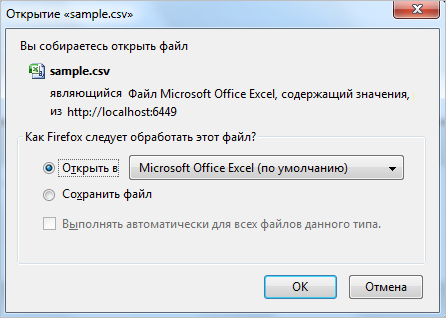 Открытие «sample.csv»
Вы собираетесь открыть файл
sample.csv
являющийся Файл Microsoft Office Excel, содержащий значения,
из http://localhost:6449
Как Firefox следует обработать этот файл?
Открыть в Microsoft Office Excel (по умолчанию)
Сохранить файл
Выполнять автоматически для всех файлов данного типа.
OK Отмена